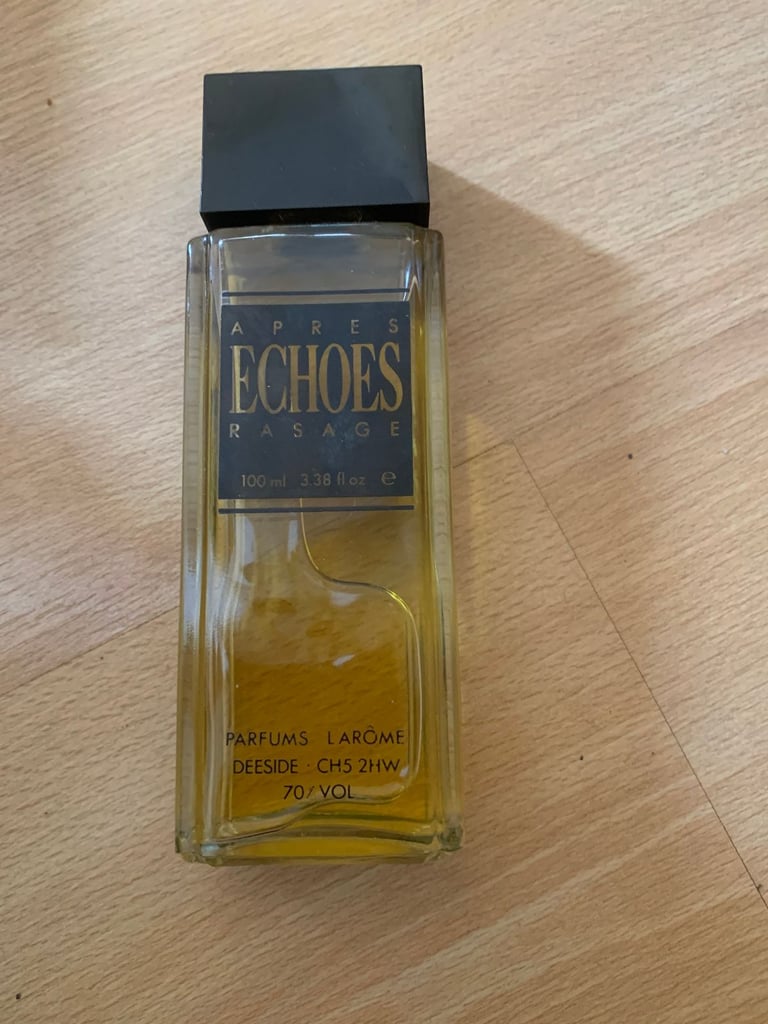 APRES
ECHOES
RASAGE
100 ml 3.38 fl oz e
PARFUMS LARÔME
DEESIDE · CH5 2HW
70% VOL